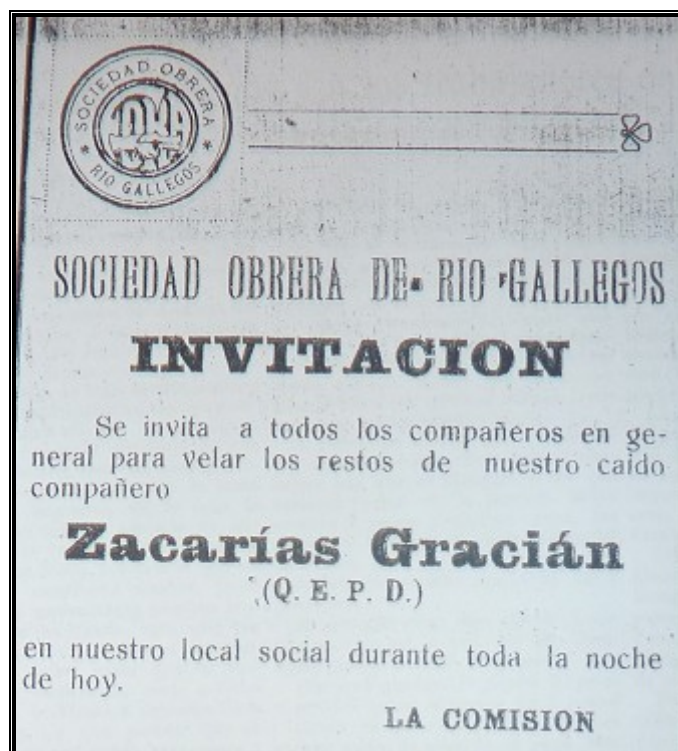 SOCIEDAD OBRERA
RIO GALLEGOS
SOCIEDAD OBRERA DE RIO GALLEGOS
INVITACION
Se invita a todos los compañeros en ge-
neral para velar los restos de nuestro caido
compañero
Zacarías Gracián
(Q. E. P. D.)
en nuestro local social durante toda la noche
de hoy.
LA COMISION